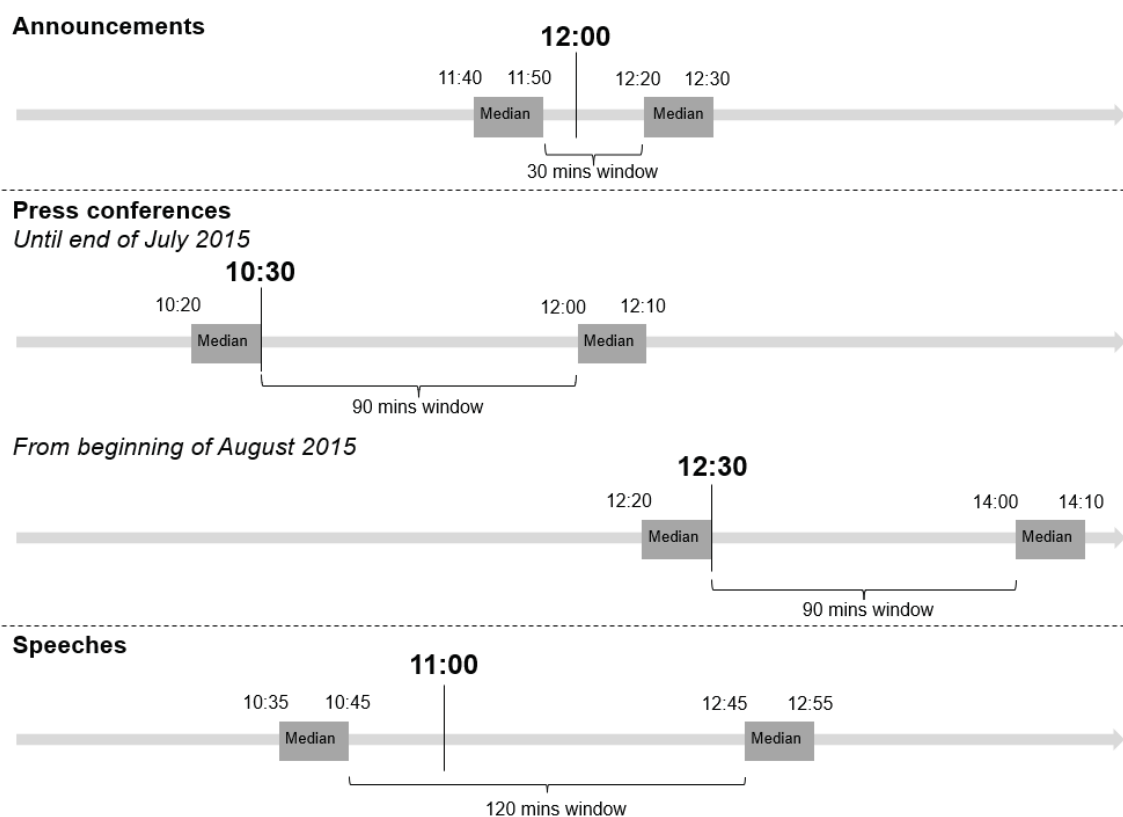 Announcements
12:00
11:40 11:50 12:20 12:30
Median Median
30 mins window
Press conferences
Until end of July 2015
10:30
10:20 12:00 12:10
Median Median
90 mins window
From beginning of August 2015
12:30
12:20 14:00 14:10
Median Median
90 mins window
Speeches
11:00
10:35 10:45 12:45 12:55
Median Median
120 mins window